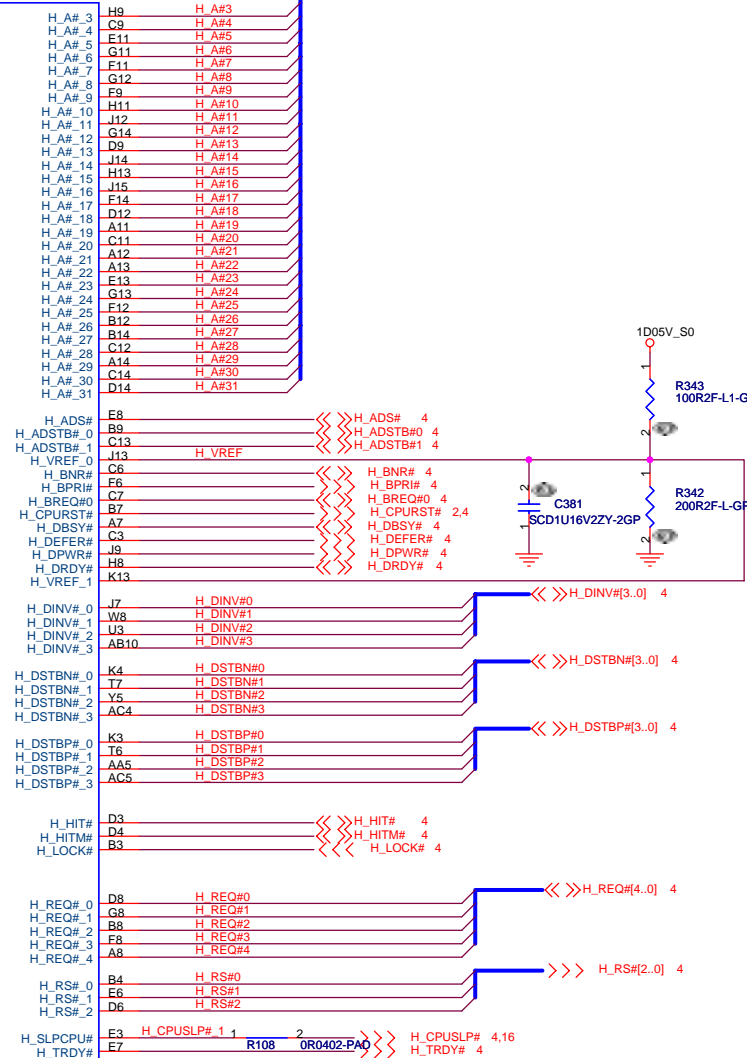 H_A#_3 H9 H_A#3
H_A#_4 C9 H_A#4
H_A#_5 E11 H_A#5
H_A#_6 G11 H_A#6
H_A#_7 F11 H_A#7
H_A#_8 G12 H_A#8
H_A#_9 F9 H_A#9
H_A#_10 H11 H_A#10
H_A#_11 J12 H_A#11
H_A#_12 G14 H_A#12
H_A#_13 D9 H_A#13
H_A#_14 J14 H_A#14
H_A#_15 H13 H_A#15
H_A#_16 J15 H_A#16
H_A#_17 F14 H_A#17
H_A#_18 D12 H_A#18
H_A#_19 A11 H_A#19
H_A#_20 C11 H_A#20
H_A#_21 A12 H_A#21
H_A#_22 A13 H_A#22
H_A#_23 E13 H_A#23
H_A#_24 G13 H_A#24
H_A#_25 F12 H_A#25
H_A#_26 B12 H_A#26
H_A#_27 B14 H_A#27
H_A#_28 C12 H_A#28
H_A#_29 A14 H_A#29
H_A#_30 C14 H_A#30
H_A#_31 D14 H_A#31
1D05V_S0
1
R343
100R2F-L1-G
2
H_ADS# E8 H_ADS# 4
H_ADSTB#_0 B9 H_ADSTB#0 4
H_ADSTB#_1 C13 H_ADSTB#1 4
H_VREF_0 J13 H_VREF
H_BNR# C6 H_BNR# 4
H_BPRI# F6 H_BPRI# 4
H_BREQ#0 C7 H_BREQ#0 4
H_CPURST# B7 H_CPURST# 2,4
H_DBSY# A7 H_DBSY# 4
H_DEFER# C3 H_DEFER# 4
H_DPWR# J9 H_DPWR# 4
H_DRDY# H8 H_DRDY# 4
H_VREF_1 K13
2
C381
SCD1U16V2ZY-2GP
1
1
R342
200R2F-L-GP
2
H_DINV#_0 J7 H_DINV#0
H_DINV#_1 W8 H_DINV#1
H_DINV#_2 U3 H_DINV#2
H_DINV#_3 AB10 H_DINV#3
H_DINV#[3..0] 4
H_DSTBN#_0 K4 H_DSTBN#0
H_DSTBN#_1 T7 H_DSTBN#1
H_DSTBN#_2 Y5 H_DSTBN#2
H_DSTBN#_3 AC4 H_DSTBN#3
H_DSTBN#[3..0] 4
H_DSTBP#_0 K3 H_DSTBP#0
H_DSTBP#_1 T6 H_DSTBP#1
H_DSTBP#_2 AA5 H_DSTBP#2
H_DSTBP#_3 AC5 H_DSTBP#3
H_DSTBP#[3..0] 4
H_HIT# D3 H_HIT# 4
H_HITM# D4 H_HITM# 4
H_LOCK# B3 H_LOCK# 4
H_REQ#_0 D8 H_REQ#0
H_REQ#_1 G8 H_REQ#1
H_REQ#_2 B8 H_REQ#2
H_REQ#_3 F8 H_REQ#3
H_REQ#_4 A8 H_REQ#4
H_REQ#[4..0] 4
H_RS#_0 B4 H_RS#0
H_RS#_1 E6 H_RS#1
H_RS#_2 D6 H_RS#2
H_RS#[2..0] 4
H_SLPCPU# E3 H_CPUSLP#_1 1 2 H_CPUSLP# 4,16
R108 0R0402-PAD
H_TRDY# E7 H_TRDY# 4